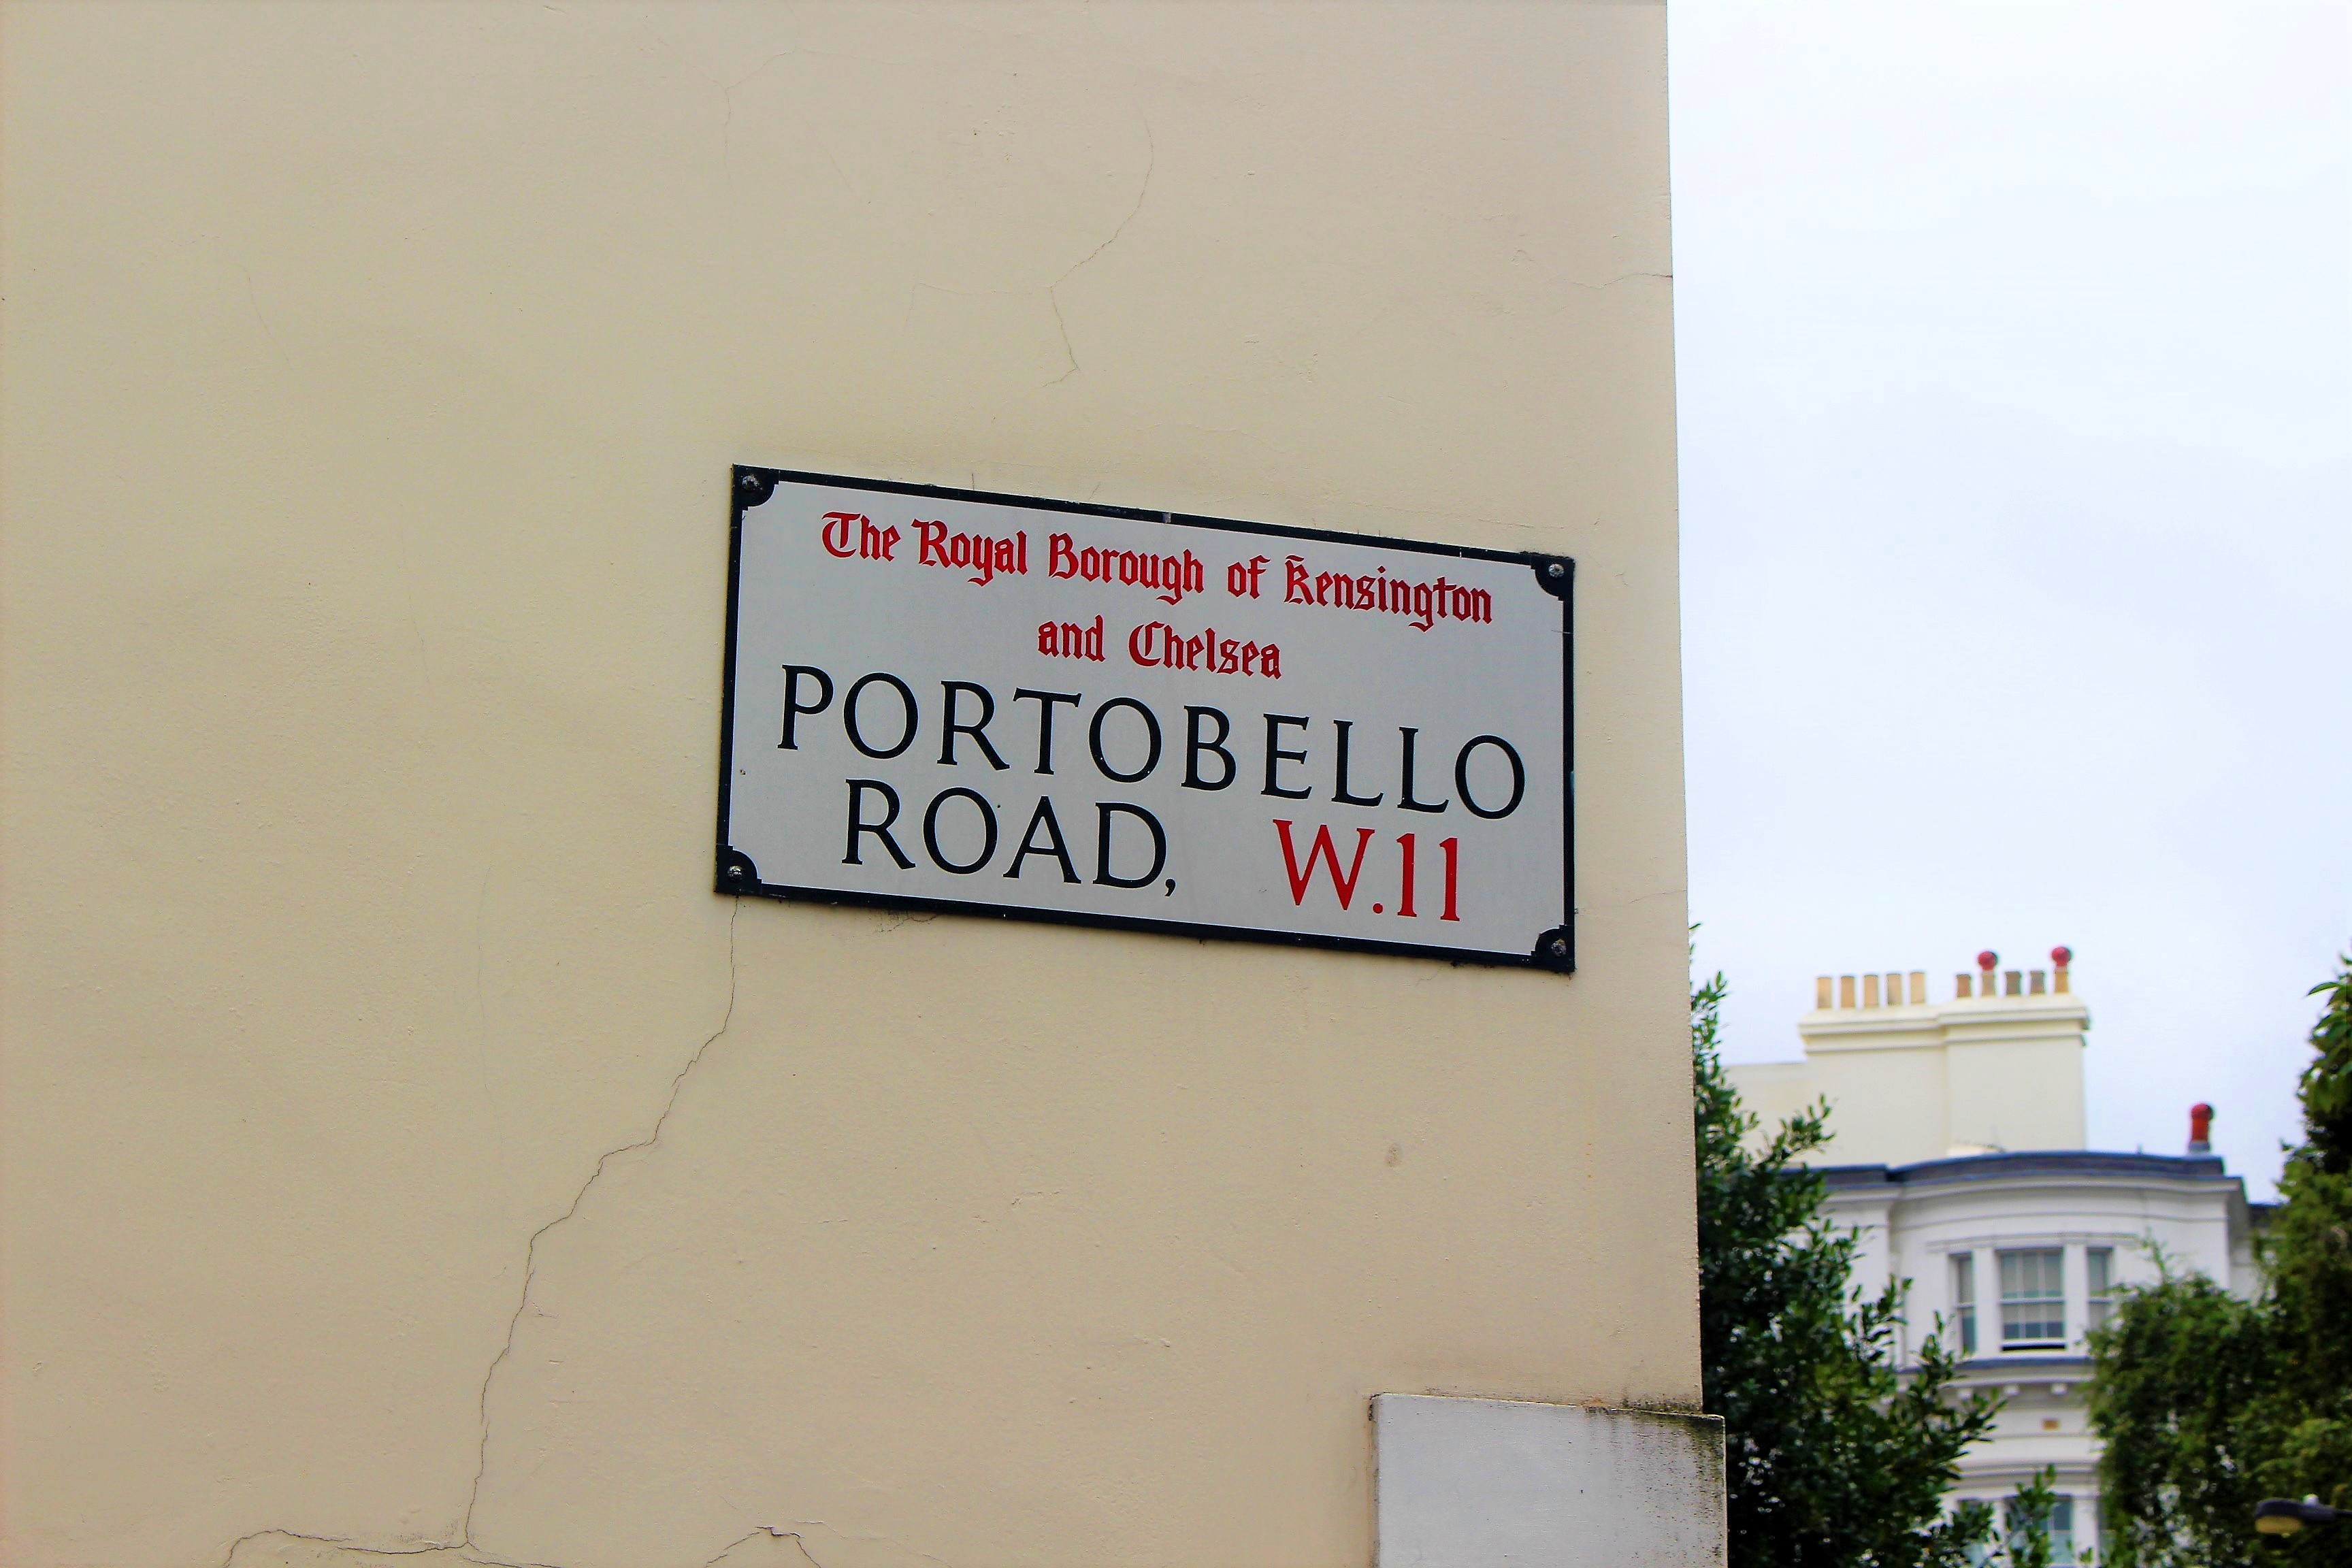 The Royal Borough of Kensington
and Chelsea
PORTOBELLO
ROAD, W.11